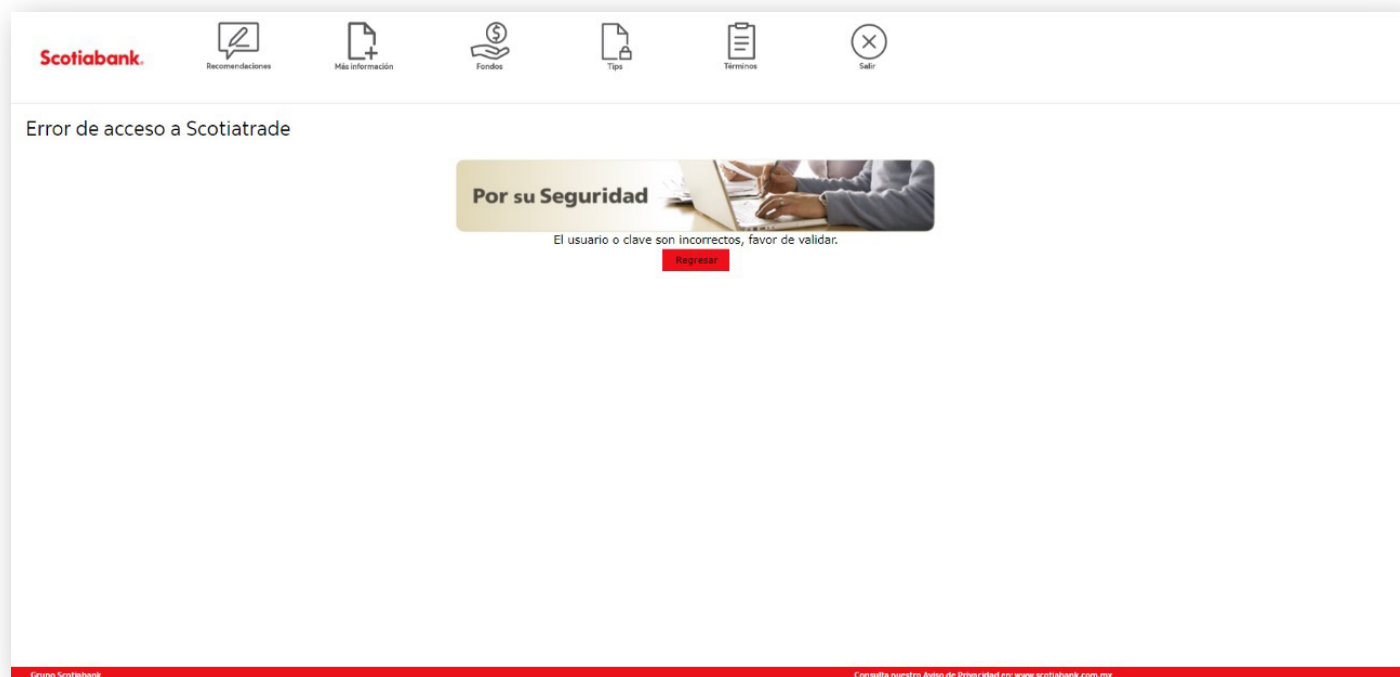 Scotiabank.
Recomendaciones
Más información
Fondos
Tips
Términos
Salir
Error de acceso a Scotiatrade
Por su Seguridad
El usuario o clave son incorrectos, favor de validar.
Regresar
Grupo Scotiabank
Consulta nuestro Aviso de Privacidad en: www.scotiabank.com.mx